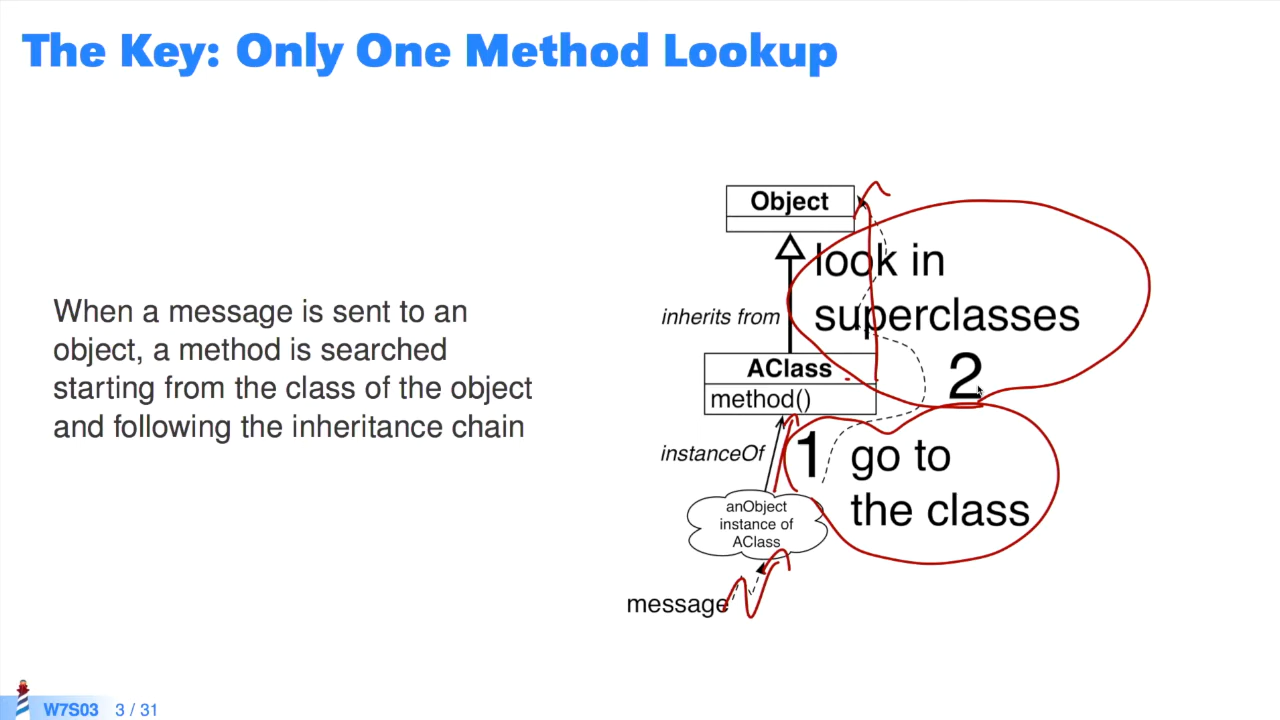 The Key: Only One Method Lookup
When a message is sent to an
object, a method is searched
starting from the class of the object
and following the inheritance chain
Object
look in
superclasses
2
inherits from
AClass
method()
instanceOf
1 go to
the class
anObject
instance of
AClass
message
W7S03 3 / 31